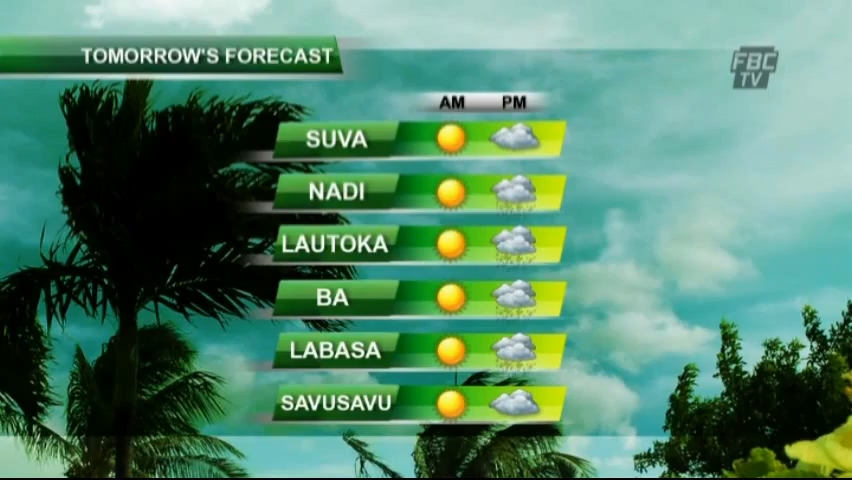 TOMORROW'S FORECAST
FBC
TV
AM PM
SUVA
NADI
LAUTOKA
BA
LABASA
SAVUSAVU